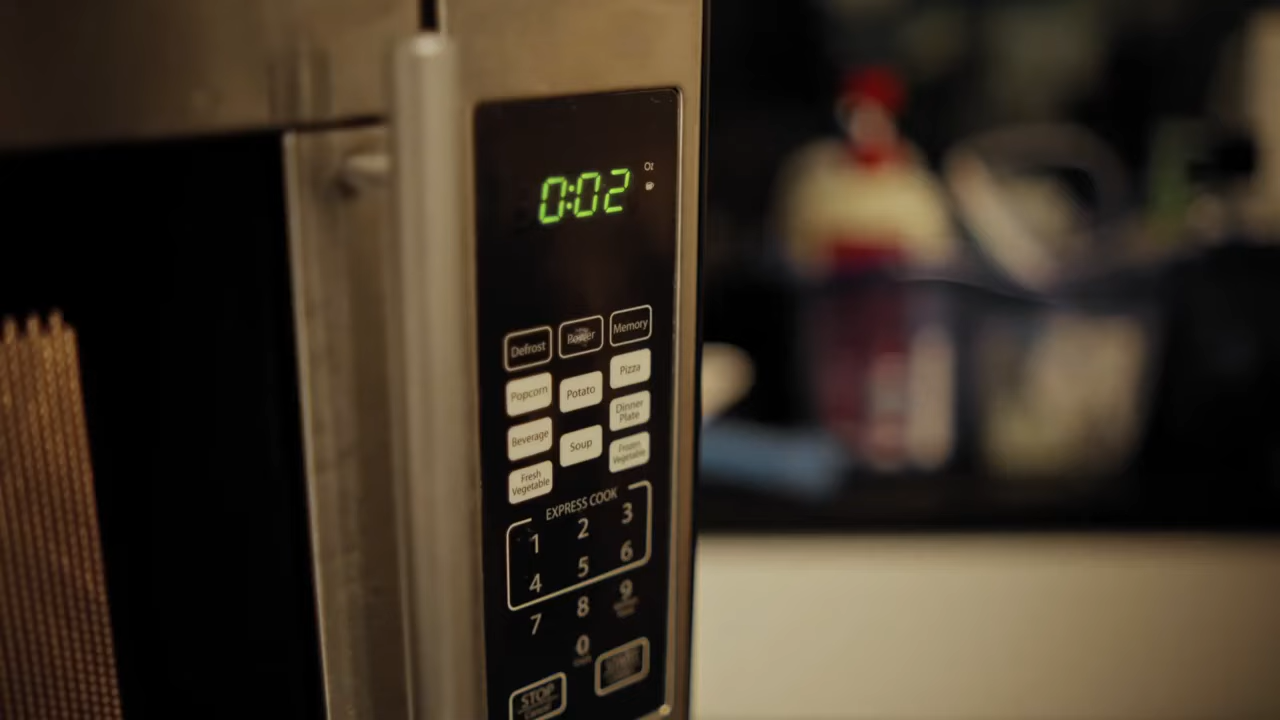 0:02
Oz
Defrost
Power
Memory
Popcorn
Potato
Pizza
Beverage
Soup
Dinner
Plate
Fresh
Vegetable
Frozen
Vegetable
EXPRESS COOK
1 2 3
4 5 6
7 8 9
0
STOP